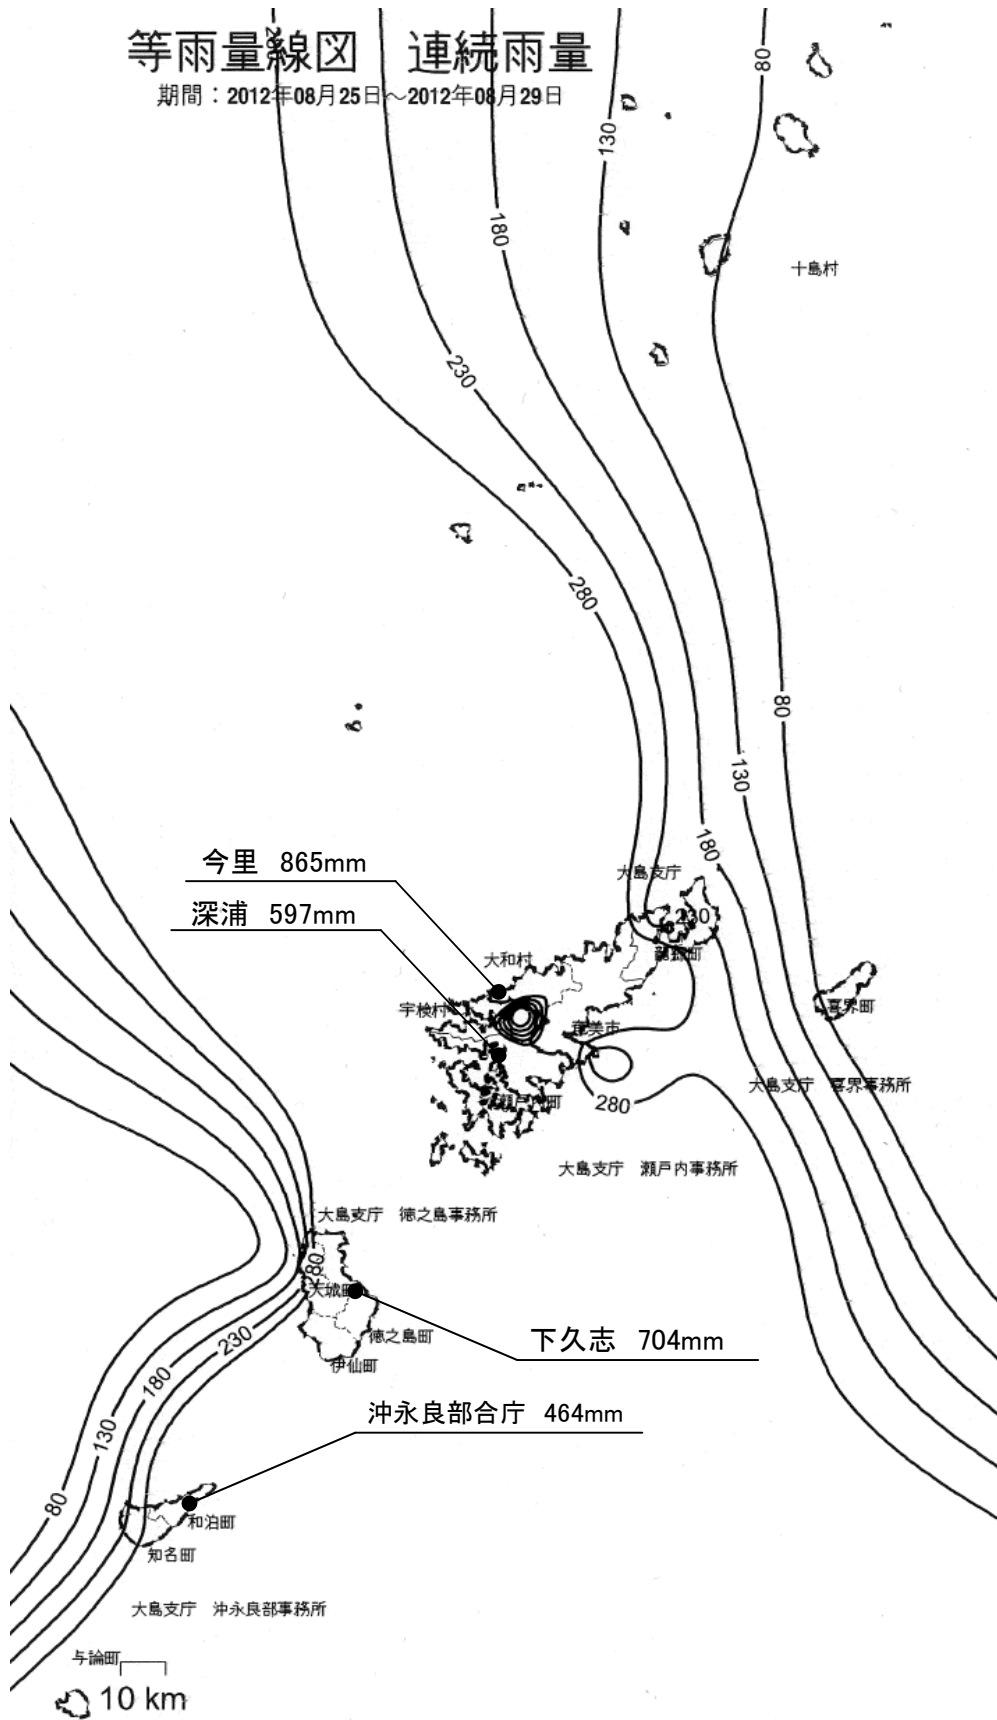 等雨量線図　連続雨量
期間：2012年08月25日～2012年08月29日
280
80
130
180
十島村
230
280
80
130
180
今里　865mm
大島支庁
深浦　597mm
230
龍郷町
大和村
宇検村
喜界町
奄美市
大島支庁　喜界事務所
瀬戸内町
280
大島支庁　瀬戸内事務所
大島支庁　徳之島事務所
280
天城町
徳之島町
下久志　704mm
230
伊仙町
180
沖永良部合庁　464mm
130
80
和泊町
知名町
大島支庁　沖永良部事務所
与論町
10 km